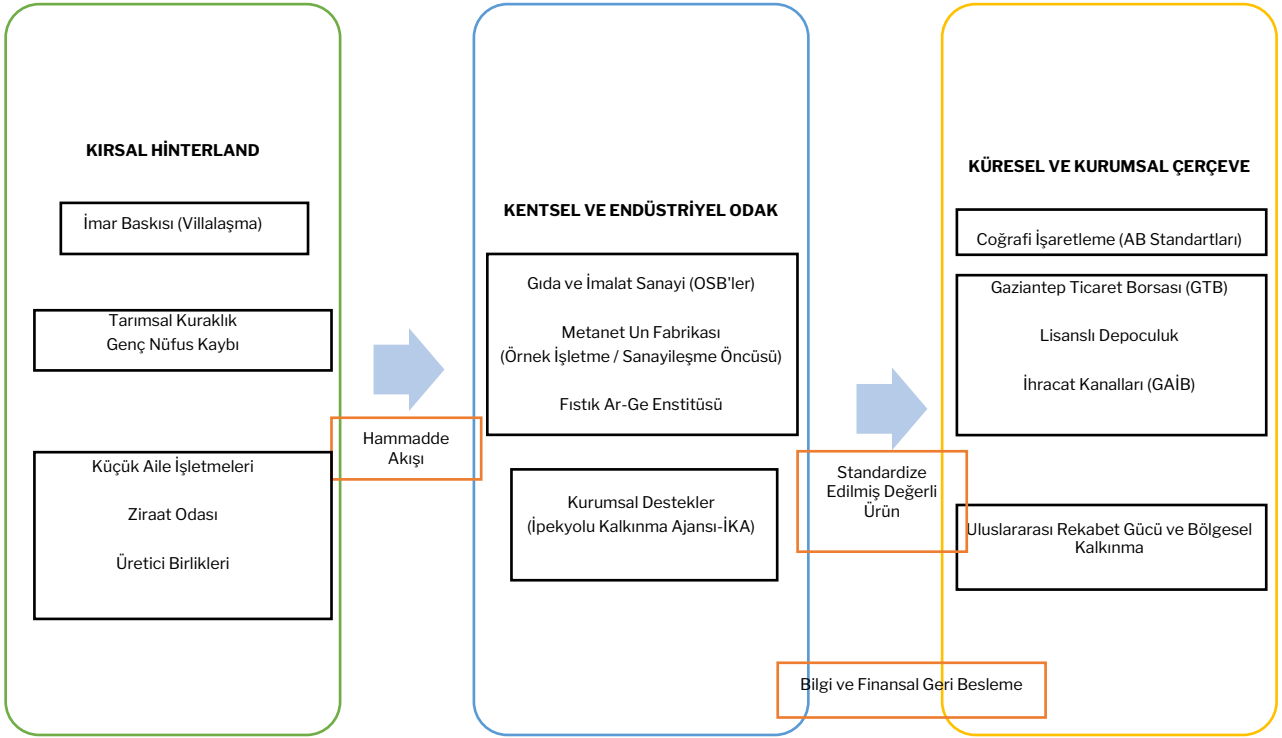 KIRSAL HİNTERLAND
İmar Baskısı (Villalaşma)
Tarımsal Kuraklık
Genç Nüfus Kaybı
Küçük Aile İşletmeleri
Ziraat Odası
Üretici Birlikleri
Hammadde
Akışı
KENTSEL VE ENDÜSTRİYEL ODAK
Gıda ve İmalat Sanayi (OSB'ler)
Metanet Un Fabrikası
(Örnek İşletme / Sanayileşme Öncüsü)
Fıstık Ar-Ge Enstitüsü
Kurumsal Destekler
(İpekyolu Kalkınma Ajansı-İKA)
Standardize
Edilmiş Değerli
Ürün
Bilgi ve Finansal Geri Besleme
KÜRESEL VE KURUMSAL ÇERÇEVE
Coğrafi İşaretleme (AB Standartları)
Gaziantep Ticaret Borsası (GTB)
Lisanslı Depoculuk
İhracat Kanalları (GAİB)
Uluslararası Rekabet Gücü ve Bölgesel
Kalkınma